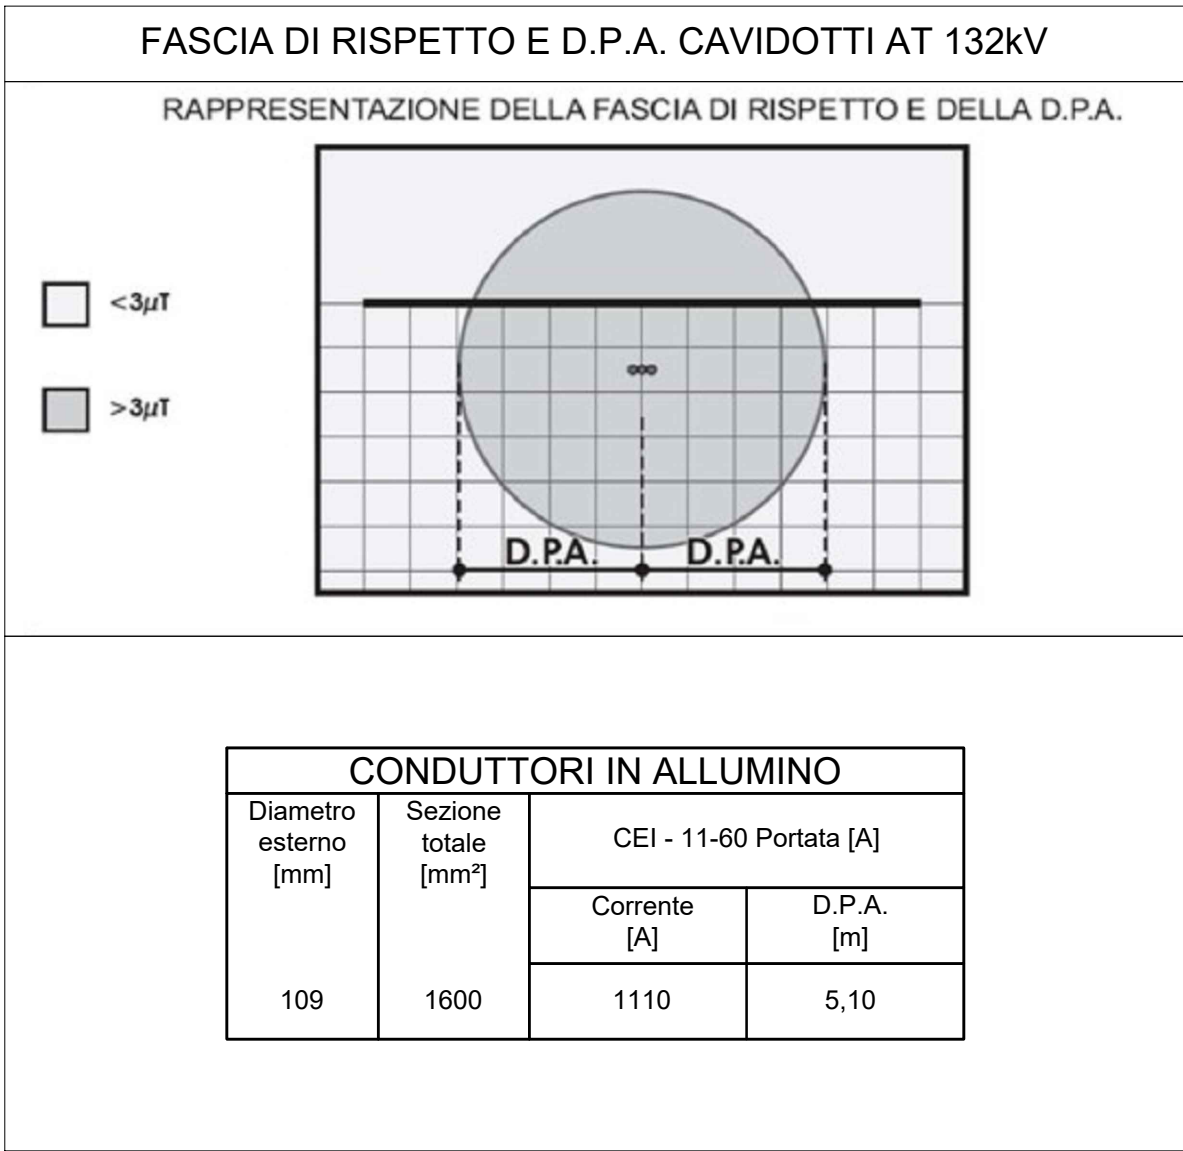 FASCIA DI RISPETTO E D.P.A. CAVIDOTTI AT 132kV
RAPPRESENTAZIONE DELLA FASCIA DI RISPETTO E DELLA D.P.A.
<3μT
>3μT
D.P.A. D.P.A.
CONDUTTORI IN ALLUMINO
Diametro
esterno
[mm]
Sezione
totale
[mm²]
CEI - 11-60 Portata [A]
Corrente
[A]
D.P.A.
[m]
109 1600 1110 5,10